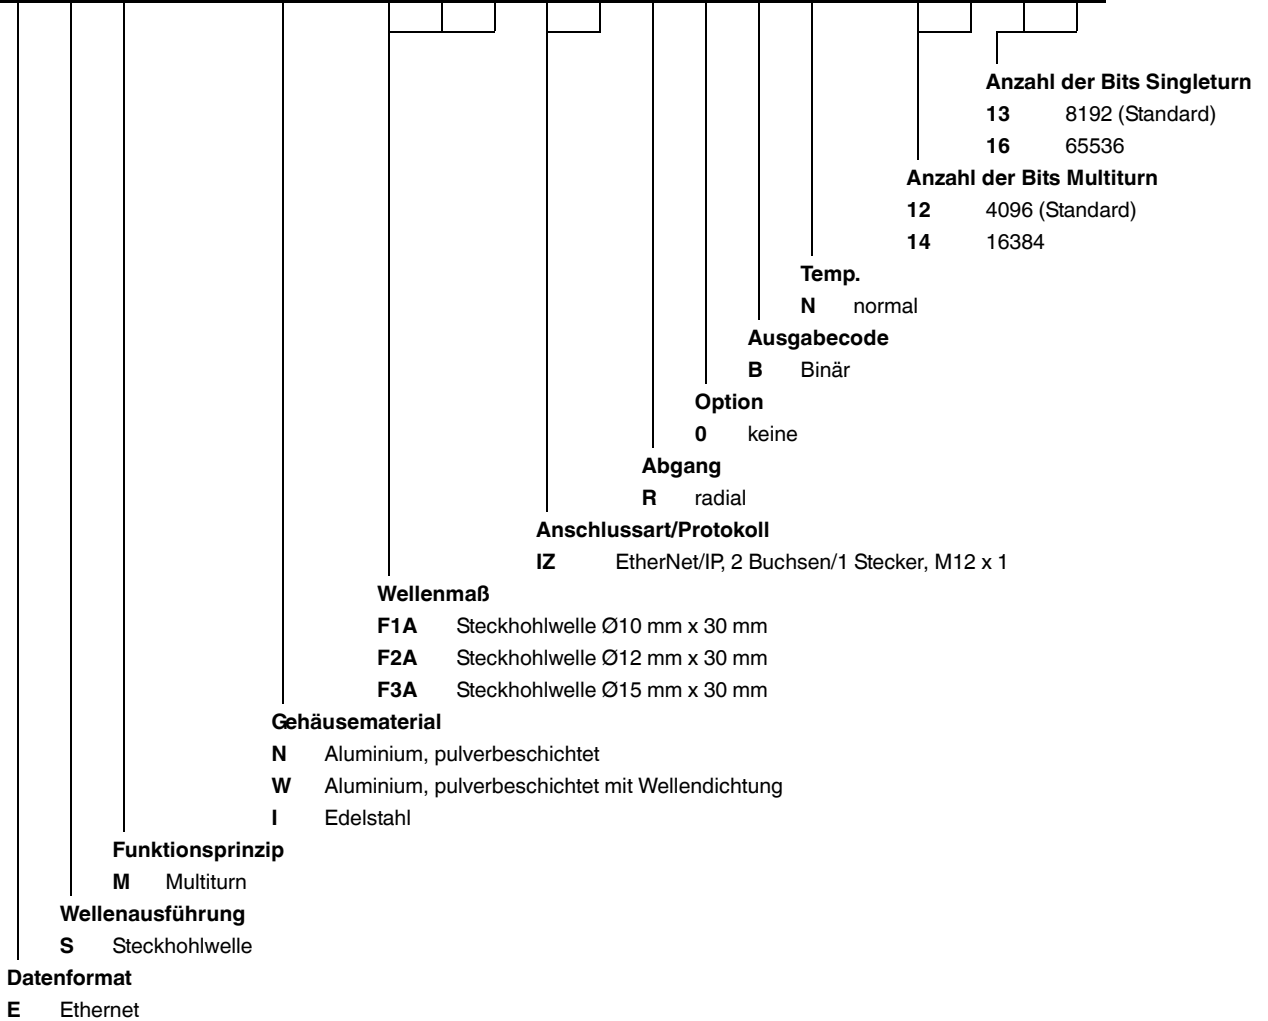 Anzahl der Bits Singleturn
13 8192 (Standard)
16 65536
Anzahl der Bits Multiturn
12 4096 (Standard)
14 16384
Temp.
N normal
Ausgabecode
B Binär
Option
0 keine
Abgang
R radial
Anschlussart/Protokoll
IZ EtherNet/IP, 2 Buchsen/1 Stecker, M12 x 1
Wellenmaß
F1A Steckhohlwelle Ø10 mm x 30 mm
F2A Steckhohlwelle Ø12 mm x 30 mm
F3A Steckhohlwelle Ø15 mm x 30 mm
Gehäusematerial
N Aluminium, pulverbeschichtet
W Aluminium, pulverbeschichtet mit Wellendichtung
I Edelstahl
Funktionsprinzip
M Multiturn
Wellenausführung
S Steckhohlwelle
Datenformat
E Ethernet